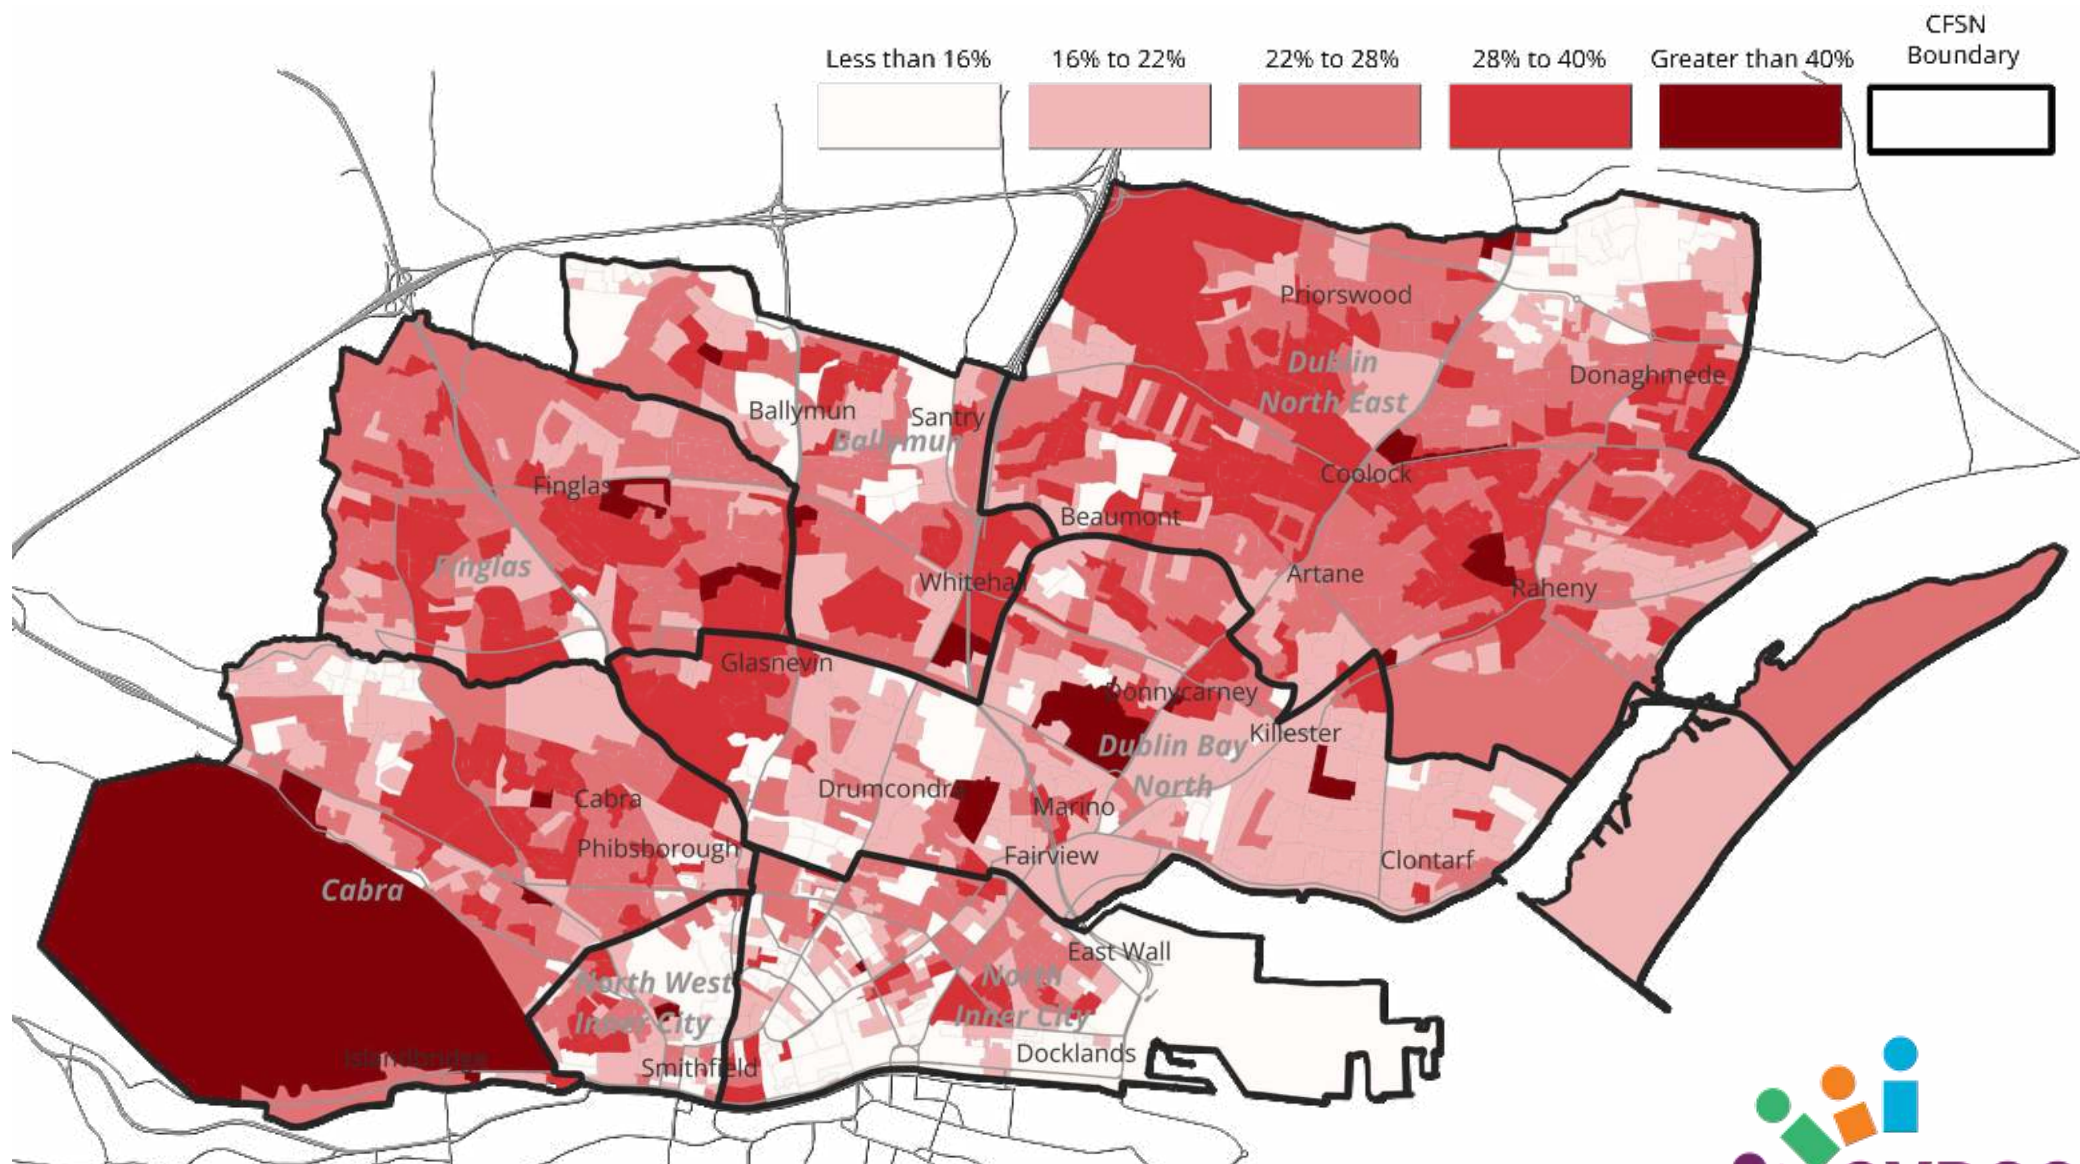 CFSN
Boundary
Less than 16%
16% to 22%
22% to 28%
28% to 40%
Greater than 40%
Priorswood
Dublin
North East
Donaghmede
Ballymun
Santry
Ballymun
Coolock
Finglas
Beaumont
Finglas
Whitehall
Artane
Raheny
Glasnevin
Donnycarney
Killester
Dublin Bay
North
Drumcondra
Marino
Cabra
Phibsborough
Fairview
Clontarf
Cabra
East Wall
North West
Inner City
North
Inner City
Islandbridge
Smithfield
Docklands